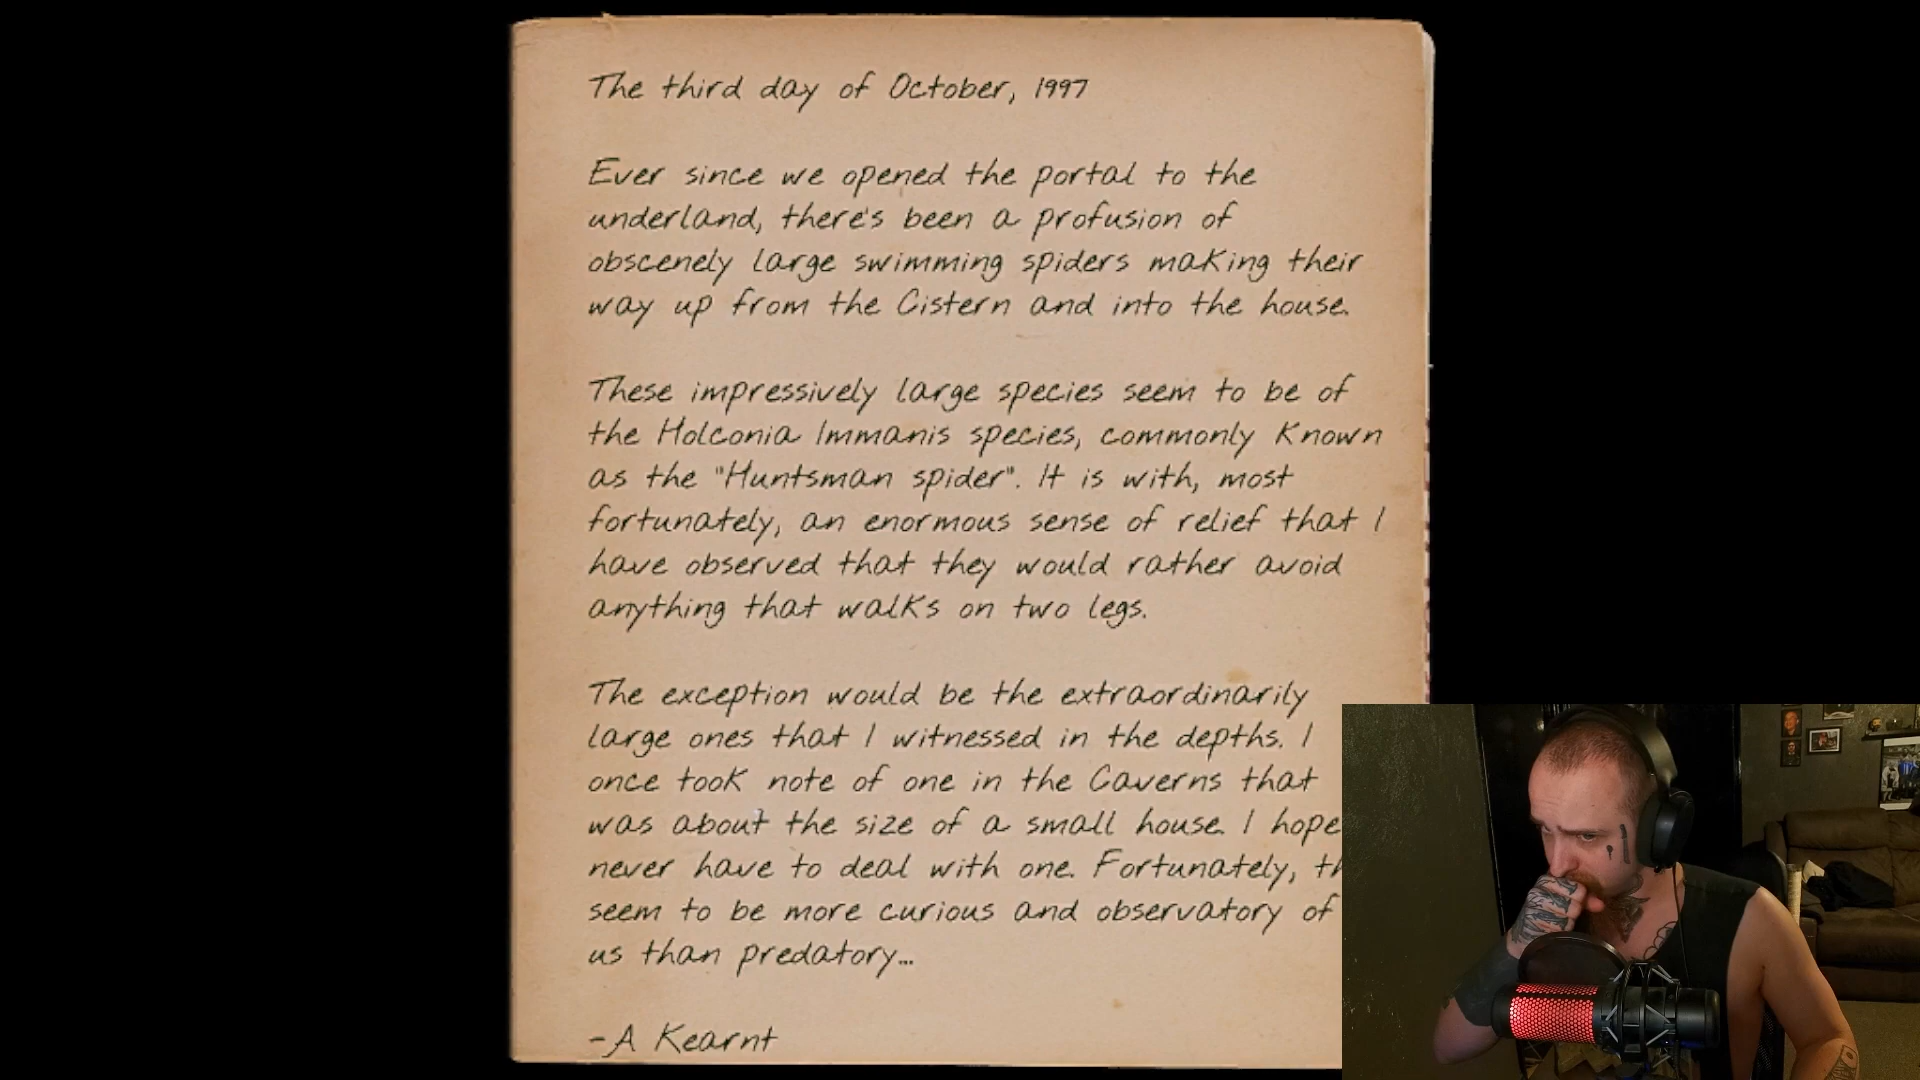 The third day of October, 1997
Ever since we opened the portal to the
underland, there's been a profusion of
obscenely large swimming spiders making their
way up from the Cistern and into the house.
These impressively large species seem to be of
the Holconia Immanis species, commonly known
as the "Huntsman spider". It is with, most
fortunately, an enormous sense of relief that I
have observed that they would rather avoid
anything that walks on two legs.
The exception would be the extraordinarily
large ones that I witnessed in the depths. I
once took note of one in the Caverns that
was about the size of a small house. I hope
never have to deal with one. Fortunately,
seem to be more curious and observatory of
us than predatory...
-A Kearnt